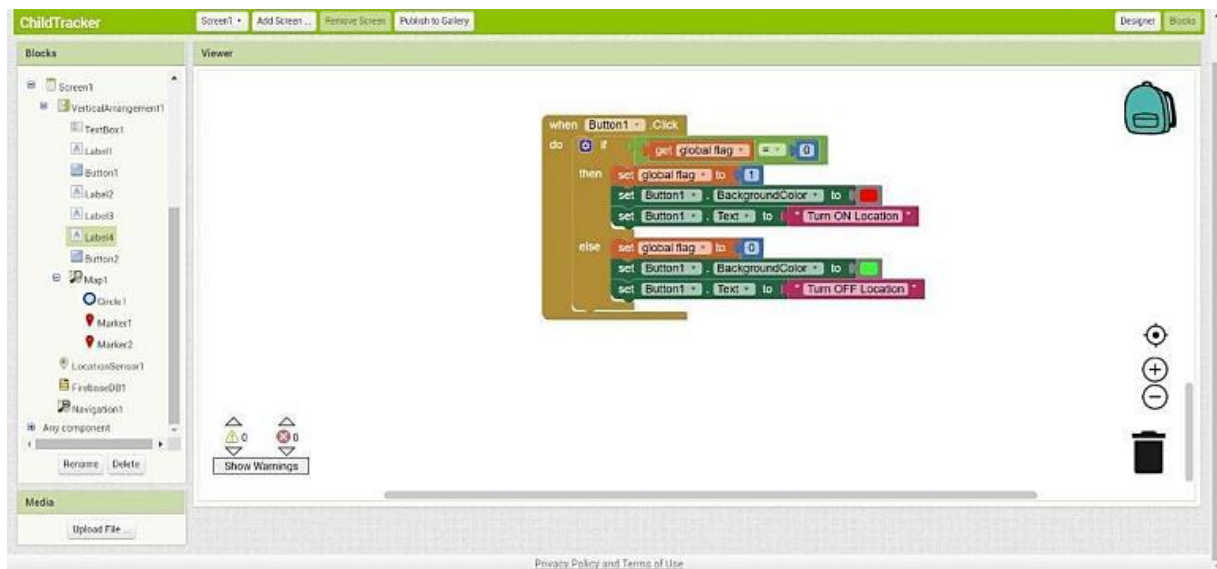 ChildTracker Screen1 Add Screen ... Remove Screen Publish to Gallery Designer Blocks
Blocks
Viewer
Screen1
VerticalArrangement1
TextBox1
Label1
Button1
Label2
Label3
Label4
Button2
Map1
Circle1
Marker1
Marker2
LocationSensor1
FirebaseDB1
Navigation1
Any component
Rename Delete
Media
Upload File ...
when Button1 .Click
do if get global flag = 0
then set global flag to 1
set Button1 . BackgroundColor to
set Button1 . Text to " Turn ON Location "
else set global flag to 0
set Button1 . BackgroundColor to
set Button1 . Text to " Turn OFF Location "
0 0
Show Warnings
Privacy Policy and Terms of Use